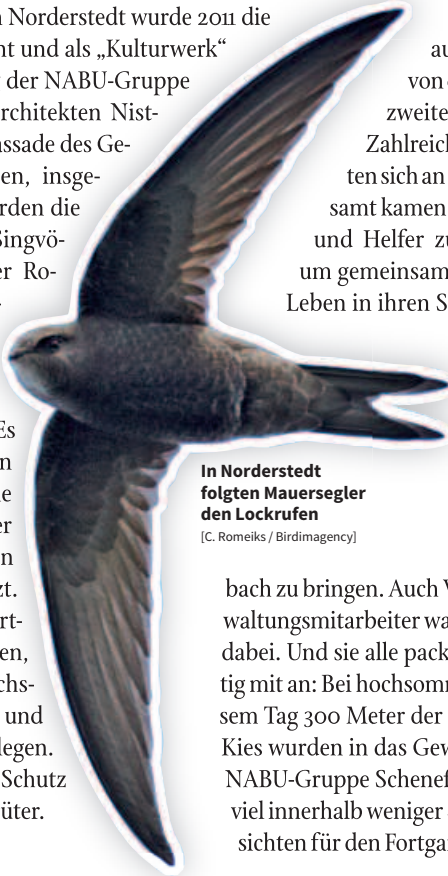 n Norderstedt wurde 2011 die
nt und als „Kulturwerk“
der NABU-Gruppe
rchitekten Nist-
assade des Ge-
en, insge-
rden die
Singvö-
er Ro-
-
Es
n
e
er
n
zt.
rt-
en,
chs-
und
legen.
Schutz
üter.
In Norderstedt
folgten Mauersegler
den Lockrufen
[C. Romeiks / Birdimagency]
au
von
zweite
Zahlreich
ten sich an
samt kamen
und Helfer zu
um gemeinsam
Leben in ihren S
bach zu bringen. Auch V
waltungsmitarbeiter wa
dabei. Und sie alle pack
tig mit an: Bei hochsomm
sem Tag 300 Meter der
Kies wurden in das Gew
NABU-Gruppe Schenef
viel innerhalb weniger
sichten für den Fortgan